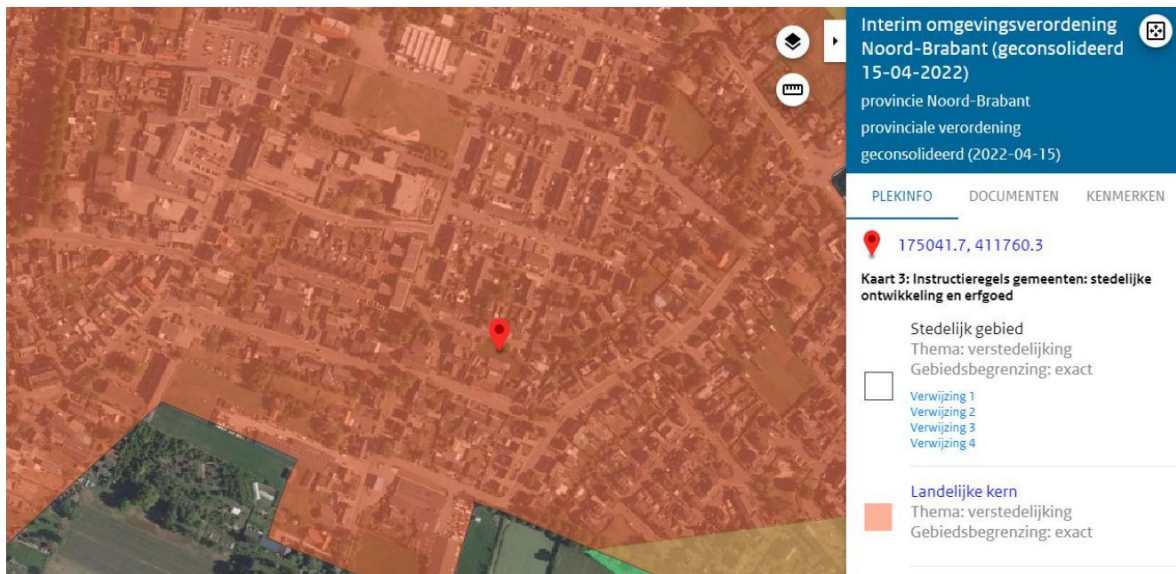 Interim omgevingsverordening
Noord-Brabant (geconsolideerd
15-04-2022)
provincie Noord-Brabant
provinciale verordening
geconsolideerd (2022-04-15)
PLEKINFO DOCUMENTEN KENMERKEN
175041.7, 411760.3
Kaart 3: Instructieregels gemeenten: stedelijke
ontwikkeling en erfgoed
Stedelijk gebied
Thema: verstedelijking
Gebiedsbegrenzing: exact
Verwijzing 1
Verwijzing 2
Verwijzing 3
Verwijzing 4
Landelijke kern
Thema: verstedelijking
Gebiedsbegrenzing: exact